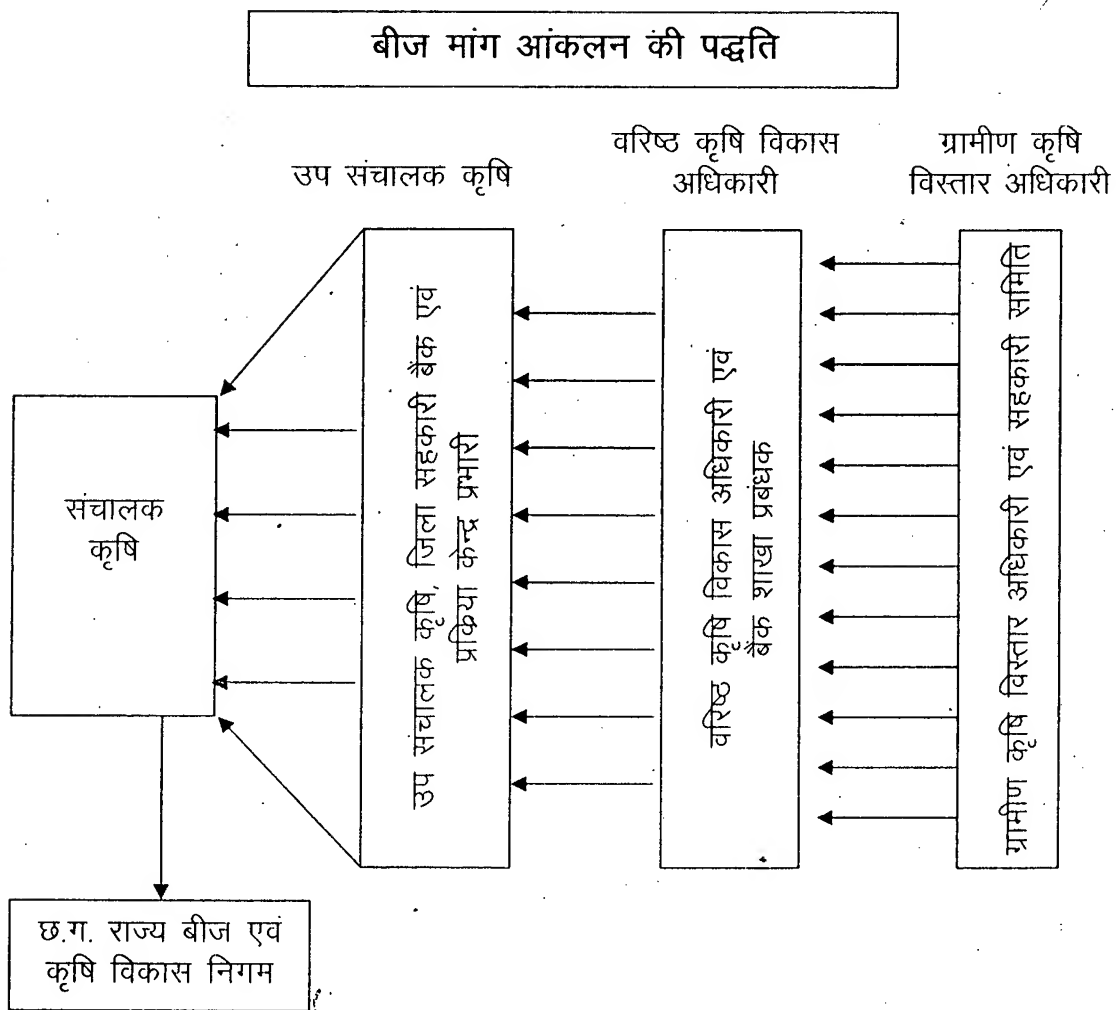 बीज मांग आंकलन की पद्धति
उप संचालक कृषि
वरिष्ठ कृषि विकास
अधिकारी
ग्रामीण कृषि
विस्तार अधिकारी
संचालक
कृषि
उप संचालक कृषि, जिला सहकारी बैंक एवं
प्रक्रिया केन्द्र प्रभारी
वरिष्ठ कृषि विकास अधिकारी एवं
बैंक शाखा प्रबंधक
ग्रामीण कृषि विस्तार अधिकारी एवं सहकारी समिति
छ.ग. राज्य बीज एवं
कृषि विकास निगम